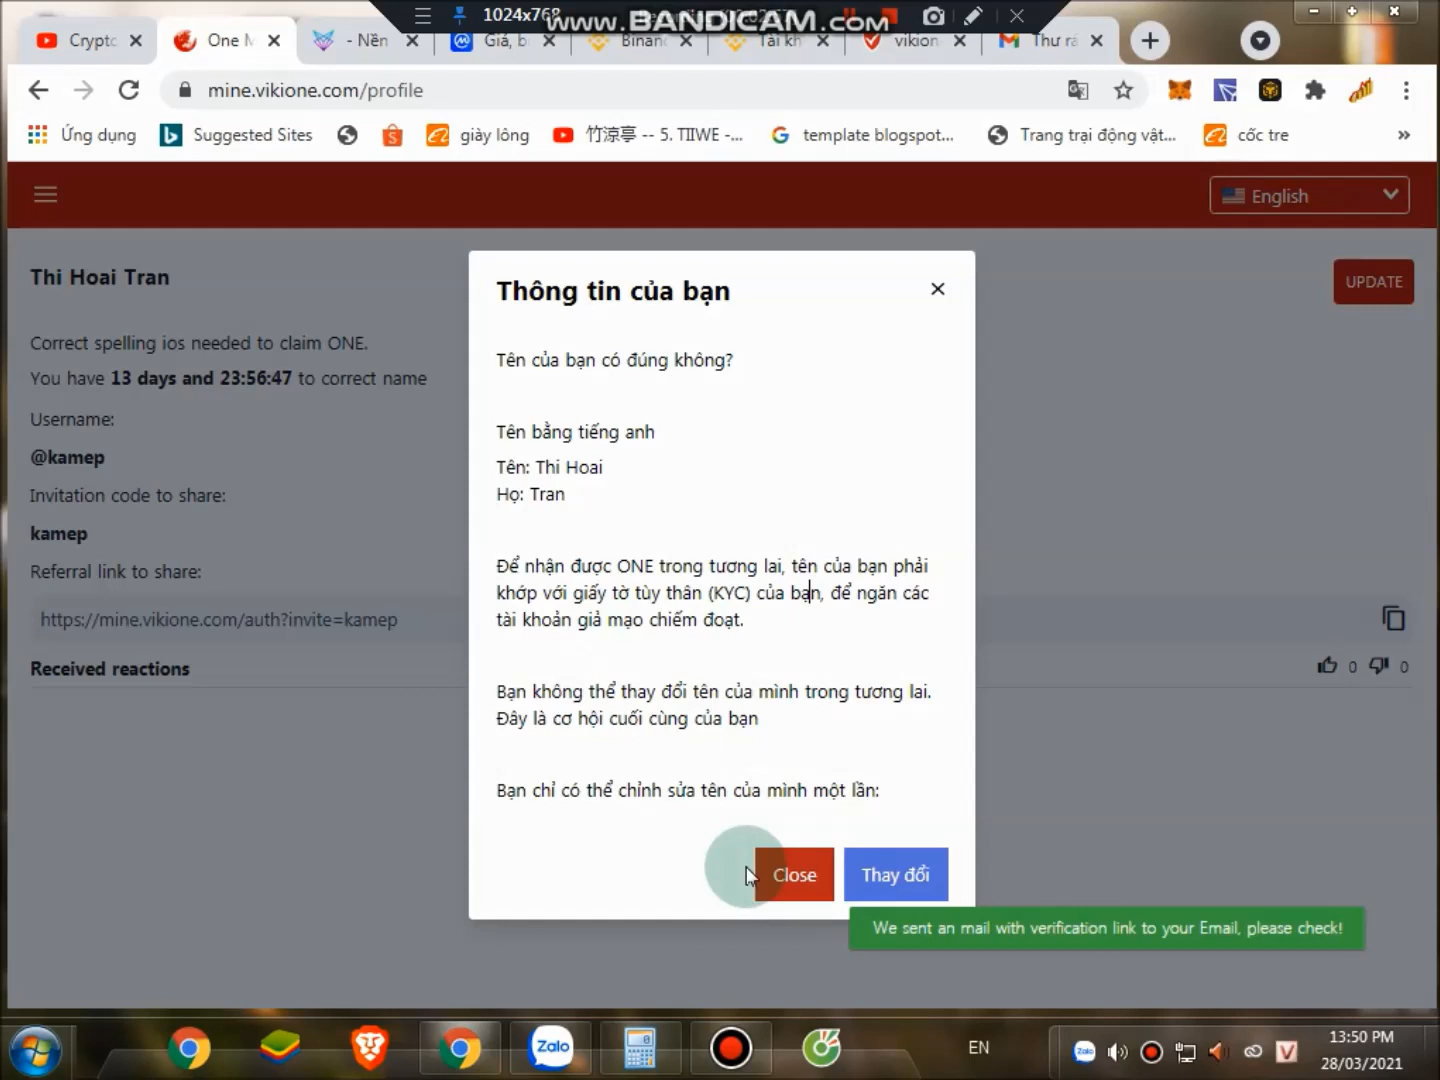 1024x768
www.BANDICAM.com
Crypto
One M
- Nền
Giá, b
Binan
Tài kh
vikion
Thư rá
mine.vikione.com/profile
Ứng dụng
Suggested Sites
giày lông
竹涼亭 -- 5. TIIWE -...
template blogspot...
Trang trại động vật...
cốc tre
»
English
Thi Hoai Tran
UPDATE
Correct spelling ios needed to claim ONE.
You have 13 days and 23:56:47 to correct name
Username:
@kamep
Invitation code to share:
kamep
Referral link to share:
https://mine.vikione.com/auth?invite=kamep
Received reactions
0 0
Thông tin của bạn
Tên của bạn có đúng không?
Tên bằng tiếng anh
Tên: Thi Hoai
Họ: Tran
Để nhận được ONE trong tương lai, tên của bạn phải
khớp với giấy tờ tùy thân (KYC) của bạn, để ngăn các
tài khoản giả mạo chiếm đoạt.
Bạn không thể thay đổi tên của mình trong tương lai.
Đây là cơ hội cuối cùng của bạn
Bạn chỉ có thể chỉnh sửa tên của mình một lần:
Close
Thay đổi
We sent an mail with verification link to your Email, please check!
Zalo
EN
13:50 PM
28/03/2021